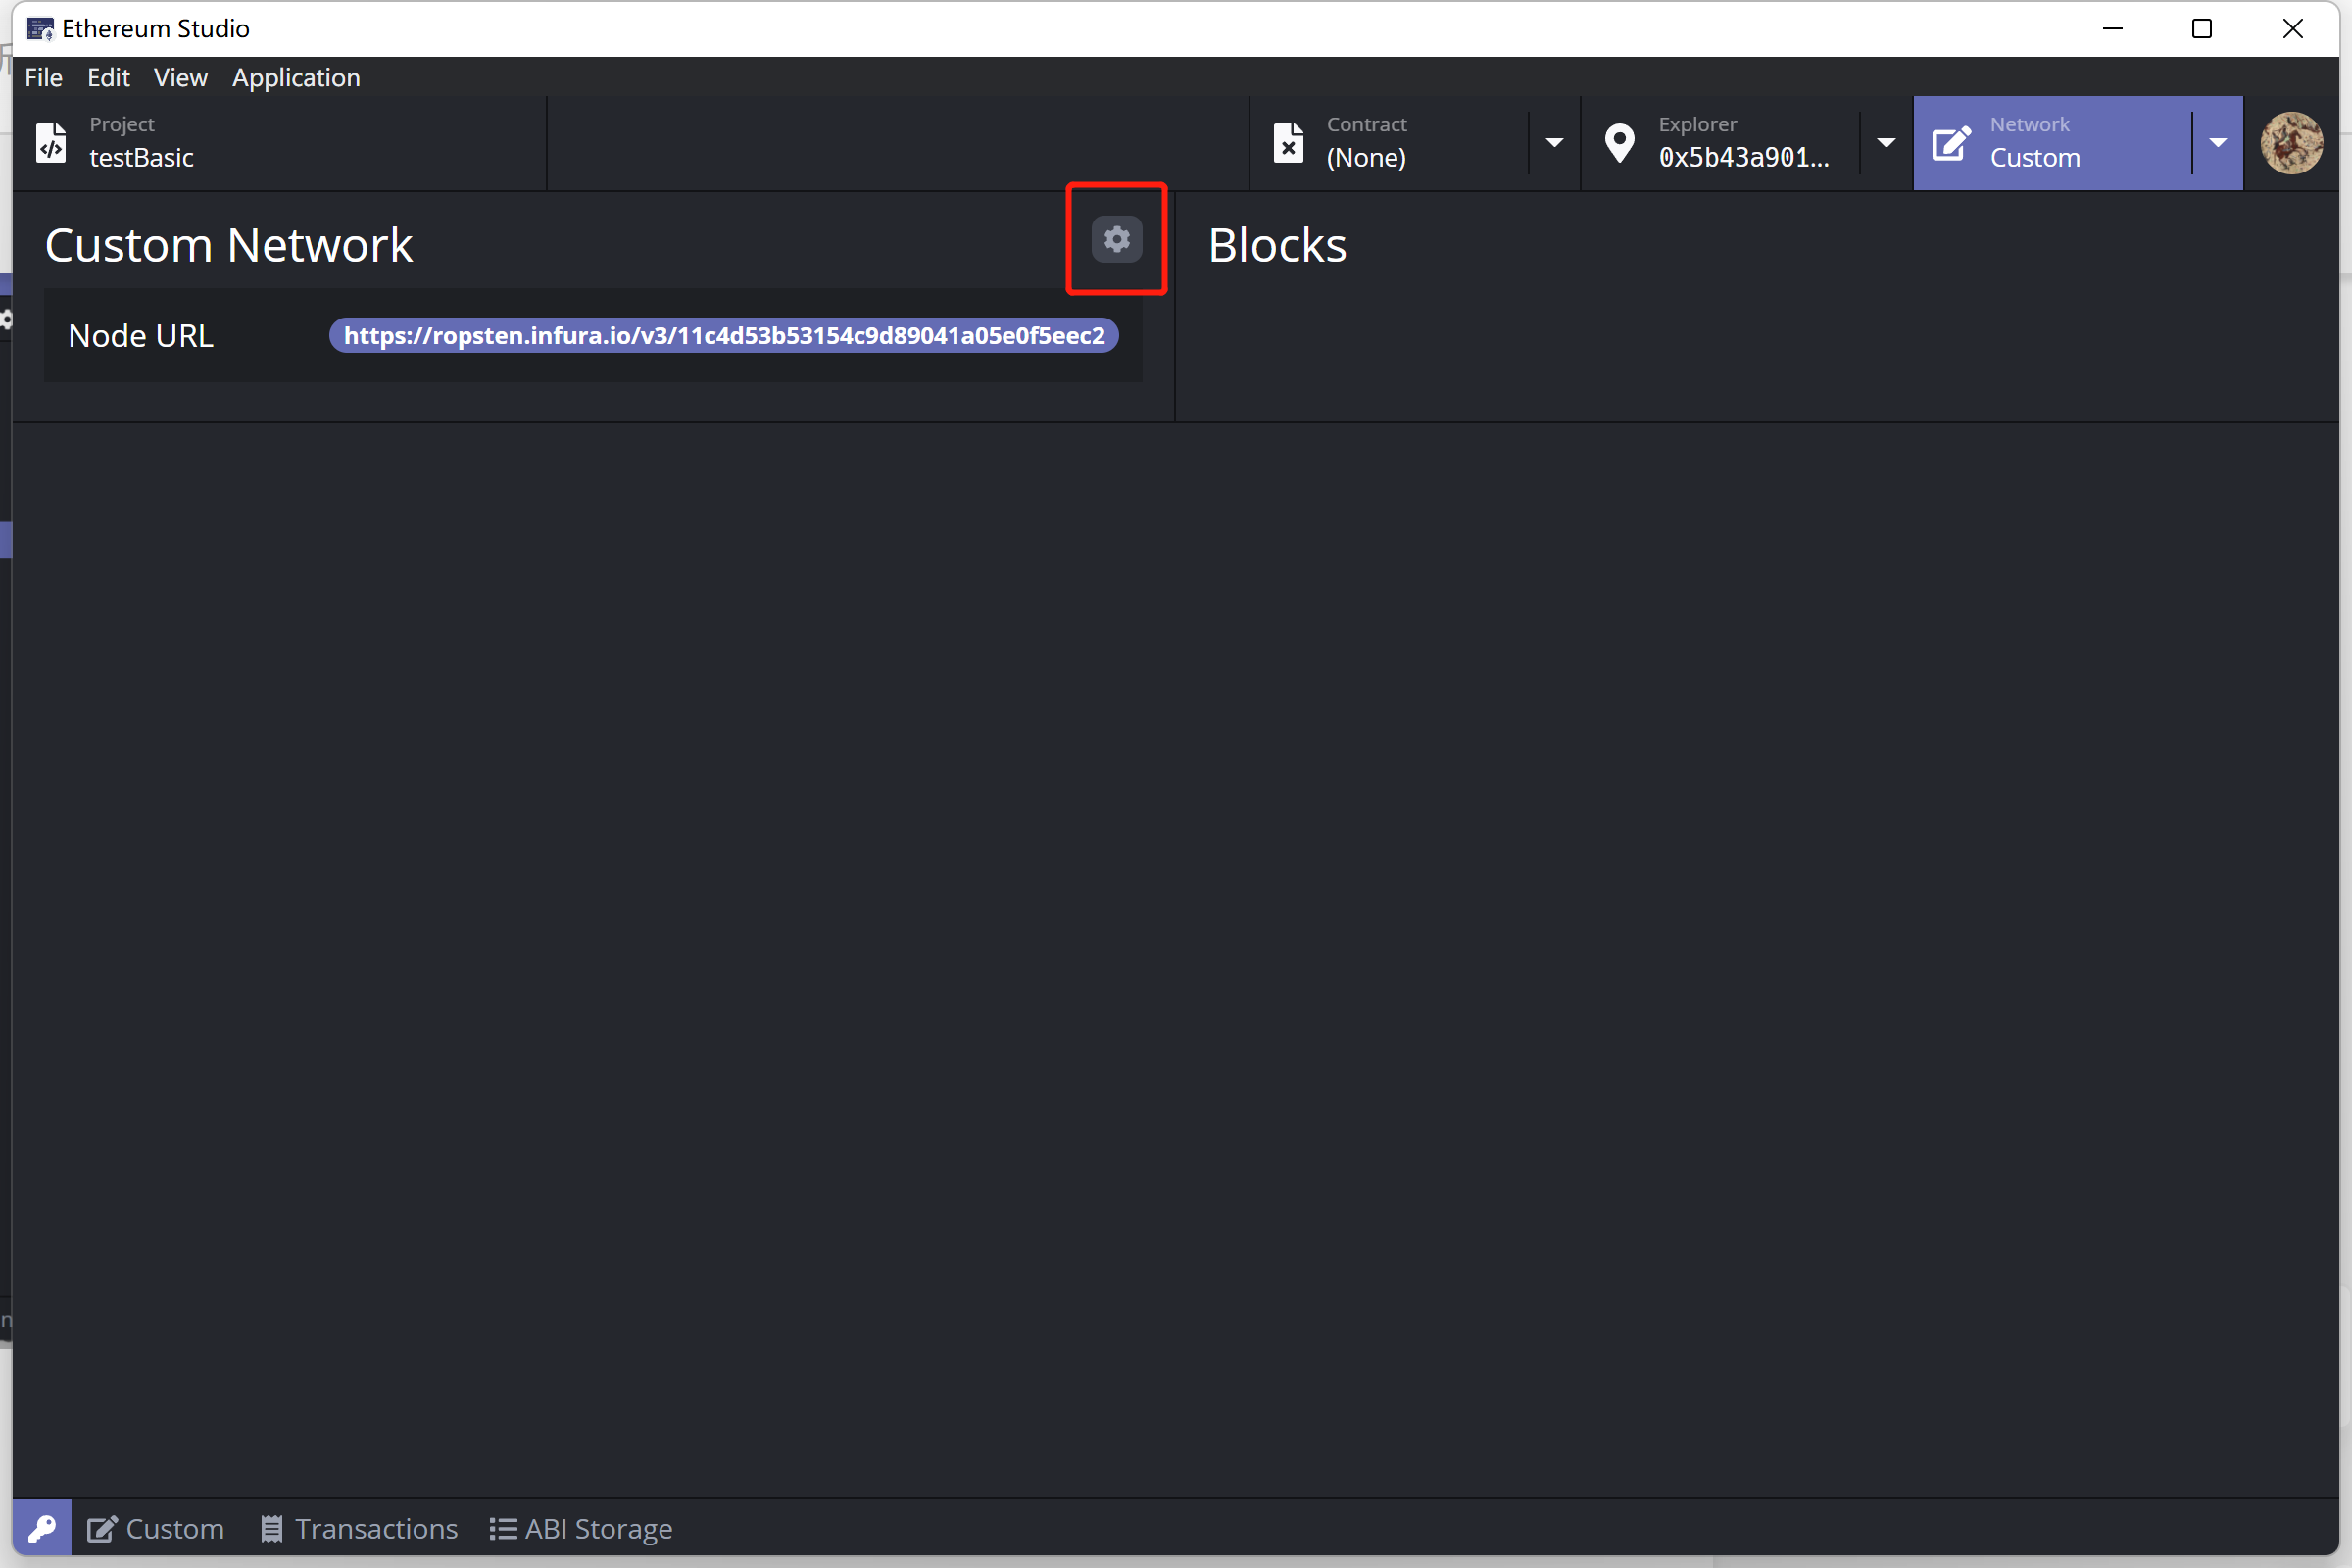 Ethereum Studio
File Edit View Application
Project
testBasic
Contract
(None)
Explorer
0x5b43a901...
Network
Custom
Custom Network
Blocks
Node URL https://ropsten.infura.io/v3/11c4d53b53154c9d89041a05e0f5eec2
Custom Transactions ABI Storage